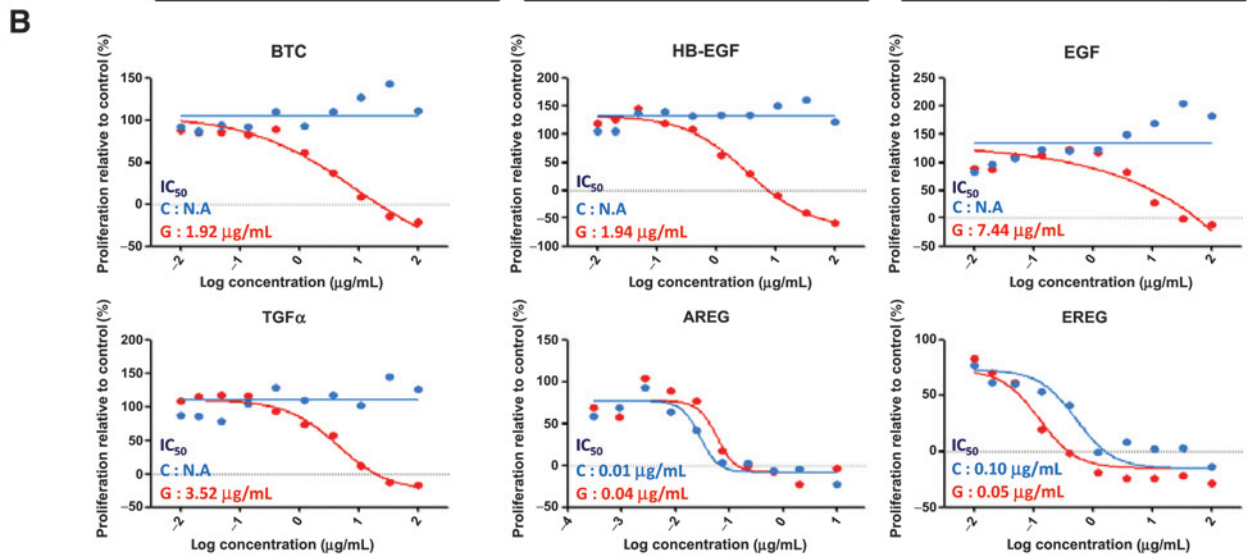 B
BTC
Proliferation relative to control (%)
150
100
50
0
−50
IC50
C : N.A
G : 1.92 μg/mL
−2
−1
0
1
2
Log concentration (μg/mL)
HB-EGF
Proliferation relative to control (%)
250
200
150
100
50
0
−50
−100
IC50
C : N.A
G : 1.94 μg/mL
−2
−1
0
1
2
Log concentration (μg/mL)
EGF
Proliferation relative to control (%)
250
200
150
100
50
0
−50
IC50
C : N.A
G : 7.44 μg/mL
−2
−1
0
1
2
Log concentration (μg/mL)
TGFα
Proliferation relative to control (%)
200
150
100
50
0
−50
IC50
C : N.A
G : 3.52 μg/mL
−2
−1
0
1
2
Log concentration (μg/mL)
AREG
Proliferation relative to control (%)
150
100
50
0
−50
IC50
C : 0.01 μg/mL
G : 0.04 μg/mL
−4
−3
−2
−1
0
1
Log concentration (μg/mL)
EREG
Proliferation relative to control (%)
100
50
0
−50
IC50
C : 0.10 μg/mL
G : 0.05 μg/mL
−2
−1
0
1
2
Log concentration (μg/mL)